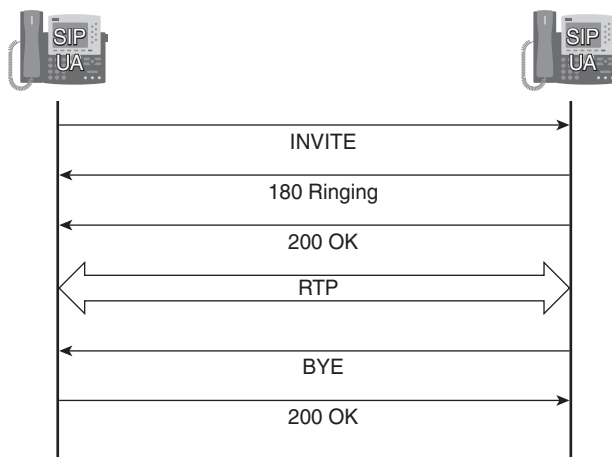 SIP
UA
SIP
UA
INVITE
180 Ringing
200 OK
RTP
BYE
200 OK